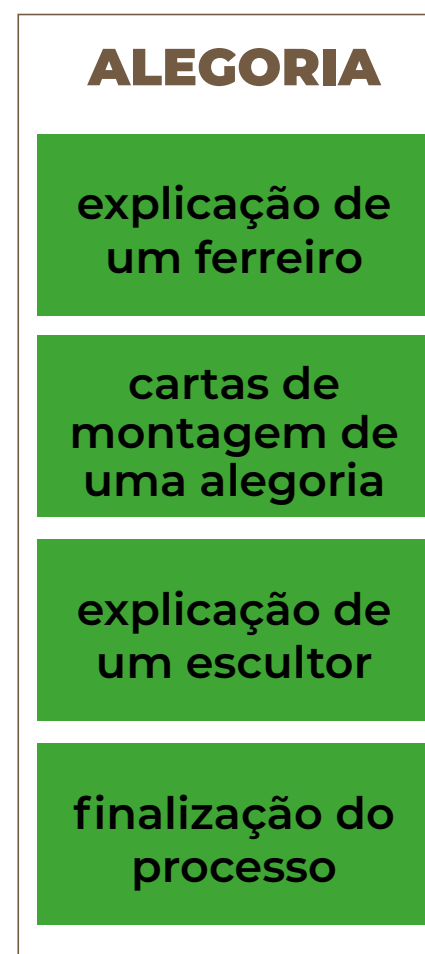 ALEGORIA
explicação de
um ferreiro
cartas de
montagem de
uma alegoria
explicação de
um escultor
finalização do
processo